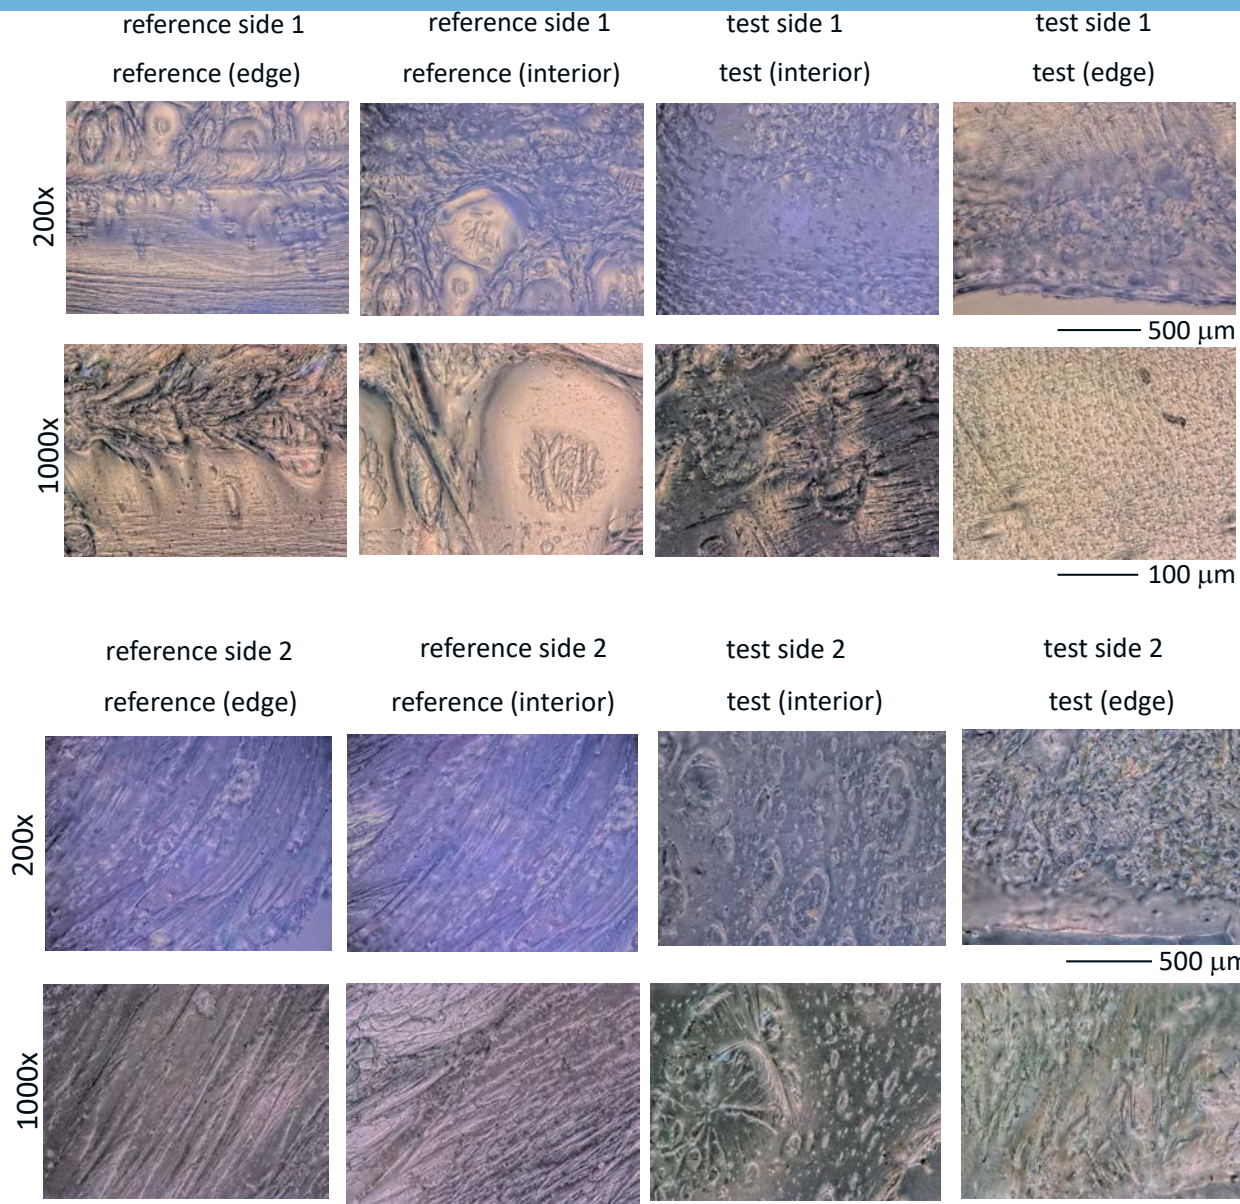 reference side 1
reference side 1
test side 1
test side 1
reference (edge)
reference (interior)
test (interior)
test (edge)
200x
500 μm
1000x
100 μm
reference side 2
reference side 2
test side 2
test side 2
reference (edge)
reference (interior)
test (interior)
test (edge)
200x
500 μm
1000x